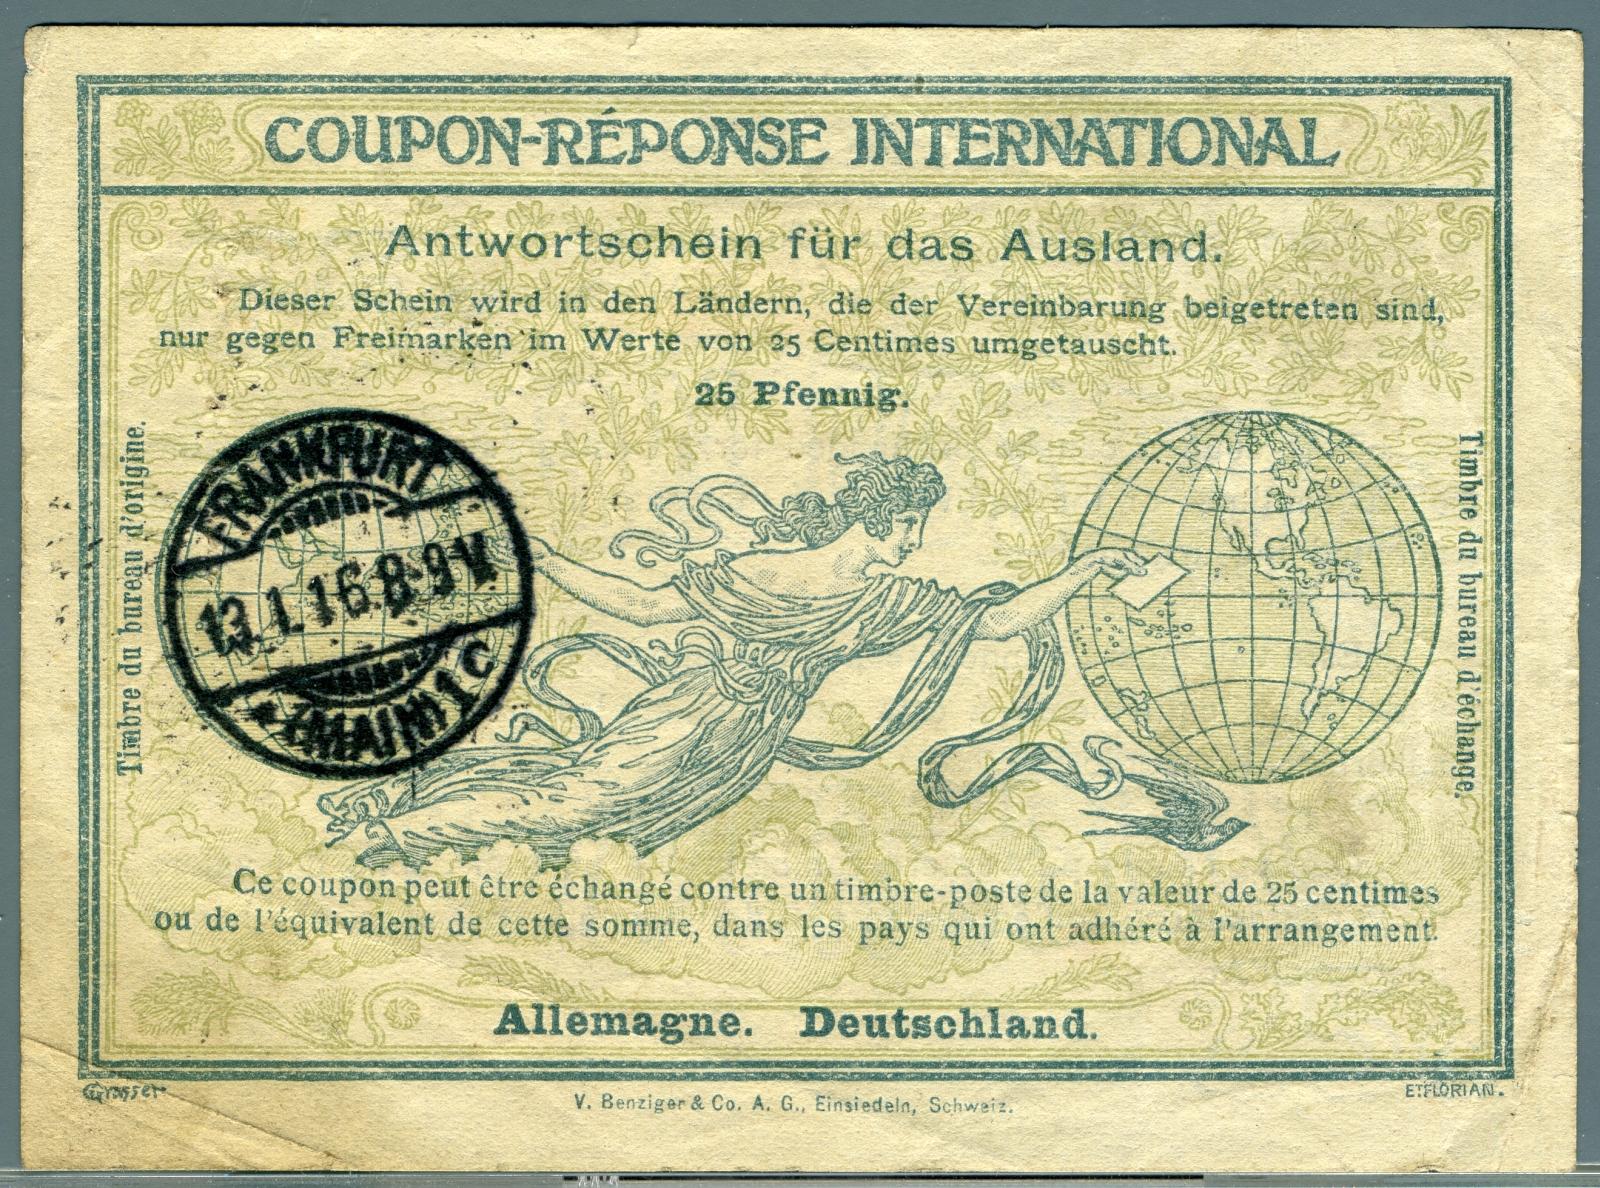 COUPON-RÉPONSE INTERNATIONAL
Antwortschein für das Ausland.
Dieser Schein wird in den Ländern, die der Vereinbarung beigetreten sind,
nur gegen Freimarken im Werte von 25 Centimes umgetauscht.
25 Pfennig.
Timbre du bureau d'origine.
FRANKFURT
13.1.16.8-9V.
(MAIN) 1 c
Timbre du bureau d'échange.
Ce coupon peut être échangé contre un timbre-poste de la valeur de 25 centimes
ou de l'équivalent de cette somme, dans les pays qui ont adhéré à l'arrangement.
Allemagne. Deutschland.
Grasset
V. Benziger & Co. A. G., Einsiedeln, Schweiz.
E. FLORIAN.